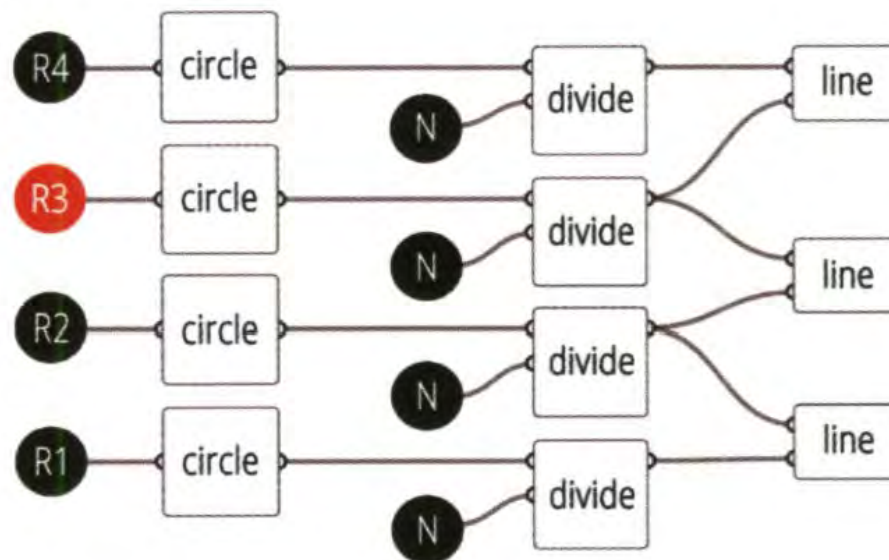 R4 circle divide line
N
R3 circle divide
N line
R2 circle divide
N line
R1 circle divide
N